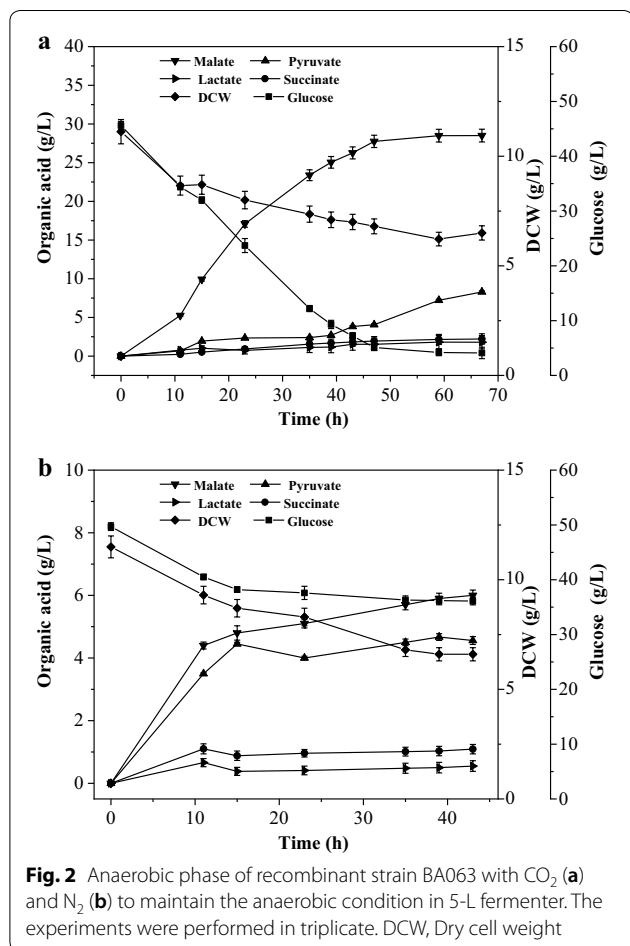 a
40
35
30
25
20
15
10
5
0
Organic acid (g/L)
Malate Pyruvate
Lactate Succinate
DCW Glucose
15
10
5
0
DCW (g/L)
60
50
40
30
20
10
0
Glucose (g/L)
0 10 20 30 40 50 60 70
Time (h)
b
10
8
6
4
2
0
Organic acid (g/L)
Malate Pyruvate
Lactate Succinate
DCW Glucose
15
10
5
0
DCW (g/L)
60
50
40
30
20
10
0
Glucose (g/L)
0 10 20 30 40
Time (h)
Fig. 2 Anaerobic phase of recombinant strain BA063 with CO₂ (a)
and N₂ (b) to maintain the anaerobic condition in 5-L fermenter. The
experiments were performed in triplicate. DCW, Dry cell weight